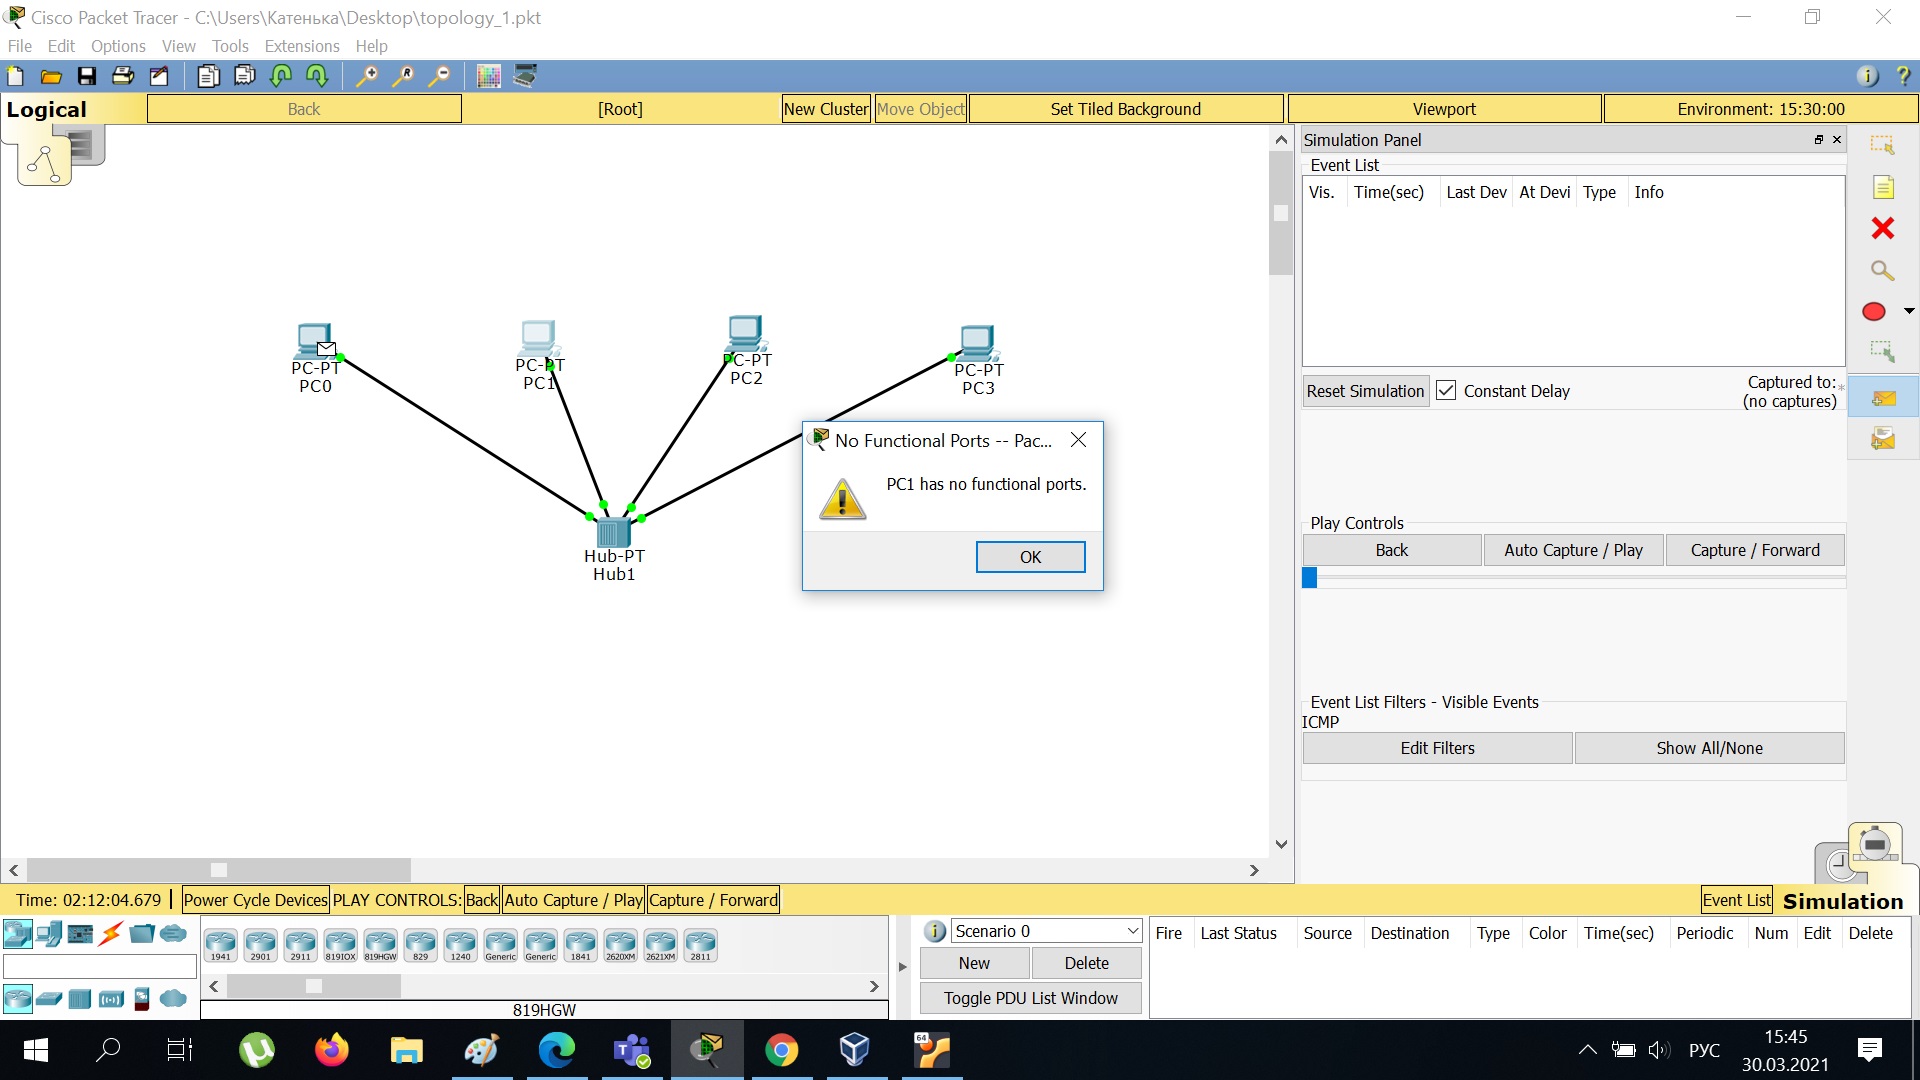 Cisco Packet Tracer - C:\Users\Катенька\Desktop\topology_1.pkt
File Edit Options View Tools Extensions Help
Logical Back [Root] New Cluster Move Object Set Tiled Background Viewport Environment: 15:30:00
Simulation Panel
Event List
Vis. Time(sec) Last Dev At Devi Type Info
PC-PT
PC0
PC-PT
PC1
PC-PT
PC2
PC-PT
PC3
Reset Simulation Constant Delay
Captured to:*
(no captures)
No Functional Ports -- Pac...
PC1 has no functional ports.
OK
Hub-PT
Hub1
Play Controls
Back Auto Capture / Play Capture / Forward
Event List Filters - Visible Events
ICMP
Edit Filters Show All/None
Time: 02:12:04.679 Power Cycle Devices PLAY CONTROLS: Back Auto Capture / Play Capture / Forward Event List Simulation
1941 2901 2911 819IOX 819HGW 829 1240 Generic Generic 1841 2620XM 2621XM 2811
819HGW
Scenario 0
New Delete
Toggle PDU List Window
Fire Last Status Source Destination Type Color Time(sec) Periodic Num Edit Delete
64
РУС
15:45
30.03.2021